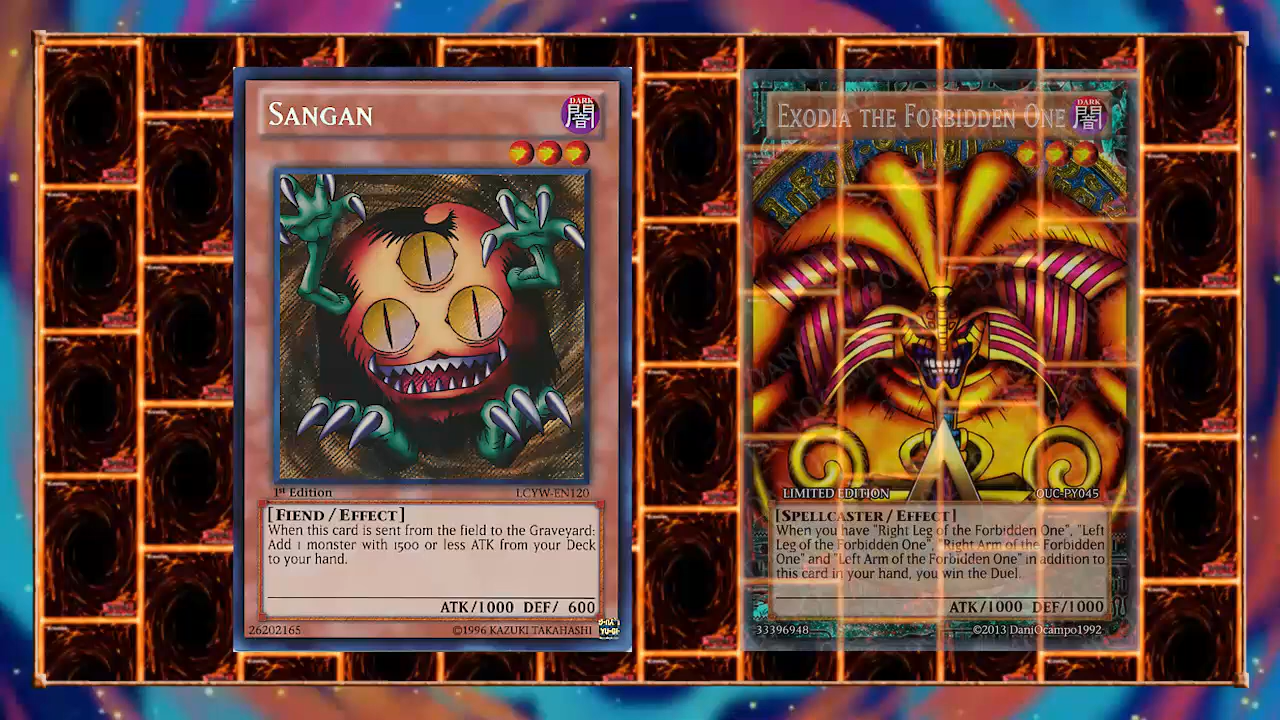 SANGAN
DARK
闇
1st Edition
LCYW-EN120
[FIEND / EFFECT]
When this card is sent from the field to the Graveyard:
Add 1 monster with 1500 or less ATK from your Deck
to your hand.
ATK/1000 DEF/ 600
26202165
©1996 KAZUKI TAKAHASHI
EXODIA THE FORBIDDEN ONE
DARK
闇
LIMITED EDITION
OUC-PY045
[SPELLCASTER / EFFECT]
When you have "Right Leg of the Forbidden One", "Left
Leg of the Forbidden One", "Right Arm of the Forbidden
One" and "Left Arm of the Forbidden One" in addition to
this card in your hand, you win the Duel.
ATK/1000 DEF/1000
33396948
©2013 DaniOcampo1992